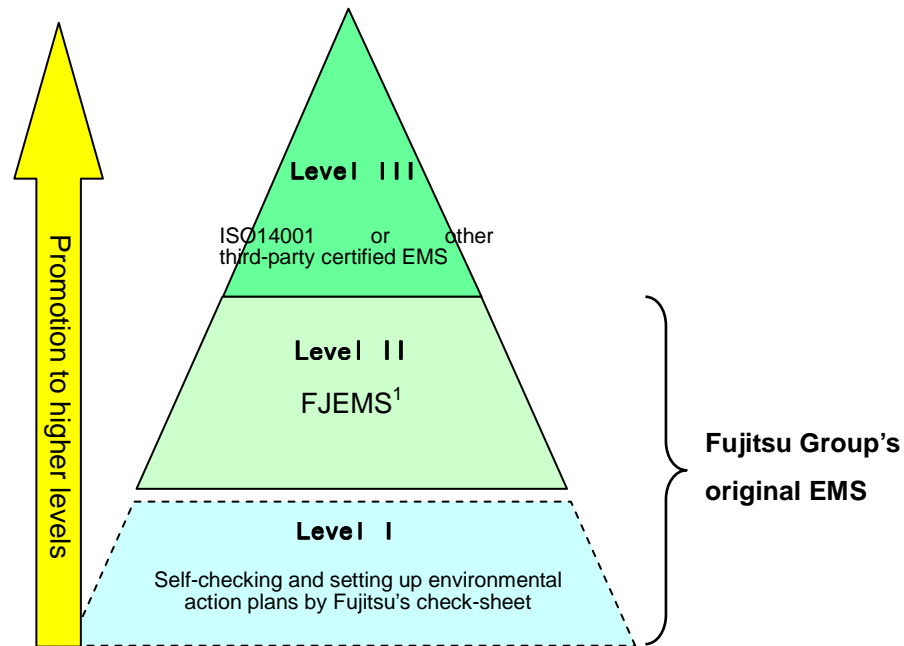 Level III
ISO14001 or other
third-party certified EMS
Level II
FJEMS¹
Level I
Self-checking and setting up environmental
action plans by Fujitsu's check-sheet
Promotion to higher levels
Fujitsu Group’s
original EMS